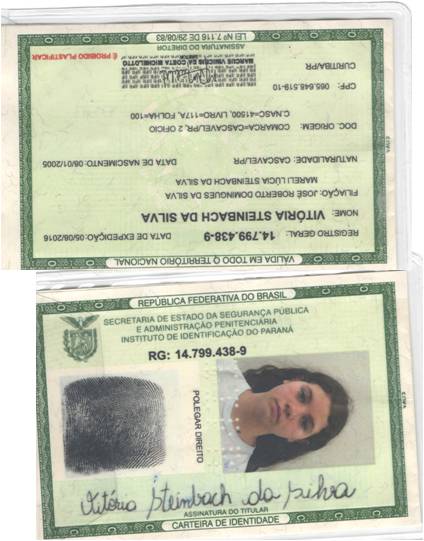 VÁLIDA EM TODO O TERRITÓRIO NACIONAL
REGISTRO GERAL: 14.799.438-9 DATA DE EXPEDIÇÃO: 05/08/2016
NOME: VITÓRIA STEINBACH DA SILVA
FILIAÇÃO: JOSÉ ROBERTO DOMINGUES DA SILVA
MARELI LÚCIA STEINBACH DA SILVA
NATURALIDADE: CASCAVEL/PR DATA DE NASCIMENTO: 06/01/2005
DOC. ORIGEM: COMARCA=CASCAVEL/PR, 2 OFICIO
C.NASC=41500, LIVRO=117A, FOLHA=100
CPF: 065.648.519-10
CURITIBA/PR
MARCUS VINICIUS DA COSTA MICHELOTTO
ASSINATURA DO DIRETOR
É PROIBIDO PLASTIFICAR
LEI Nº 7.116 DE 29/08/83
REPÚBLICA FEDERATIVA DO BRASIL
SECRETARIA DE ESTADO DA SEGURANÇA PÚBLICA
E ADMINISTRAÇÃO PENITENCIÁRIA
INSTITUTO DE IDENTIFICAÇÃO DO PARANÁ
RG: 14.799.438-9
POLEGAR DIREITO
Vitória Steinbach da Silva
ASSINATURA DO TITULAR
CARTEIRA DE IDENTIDADE